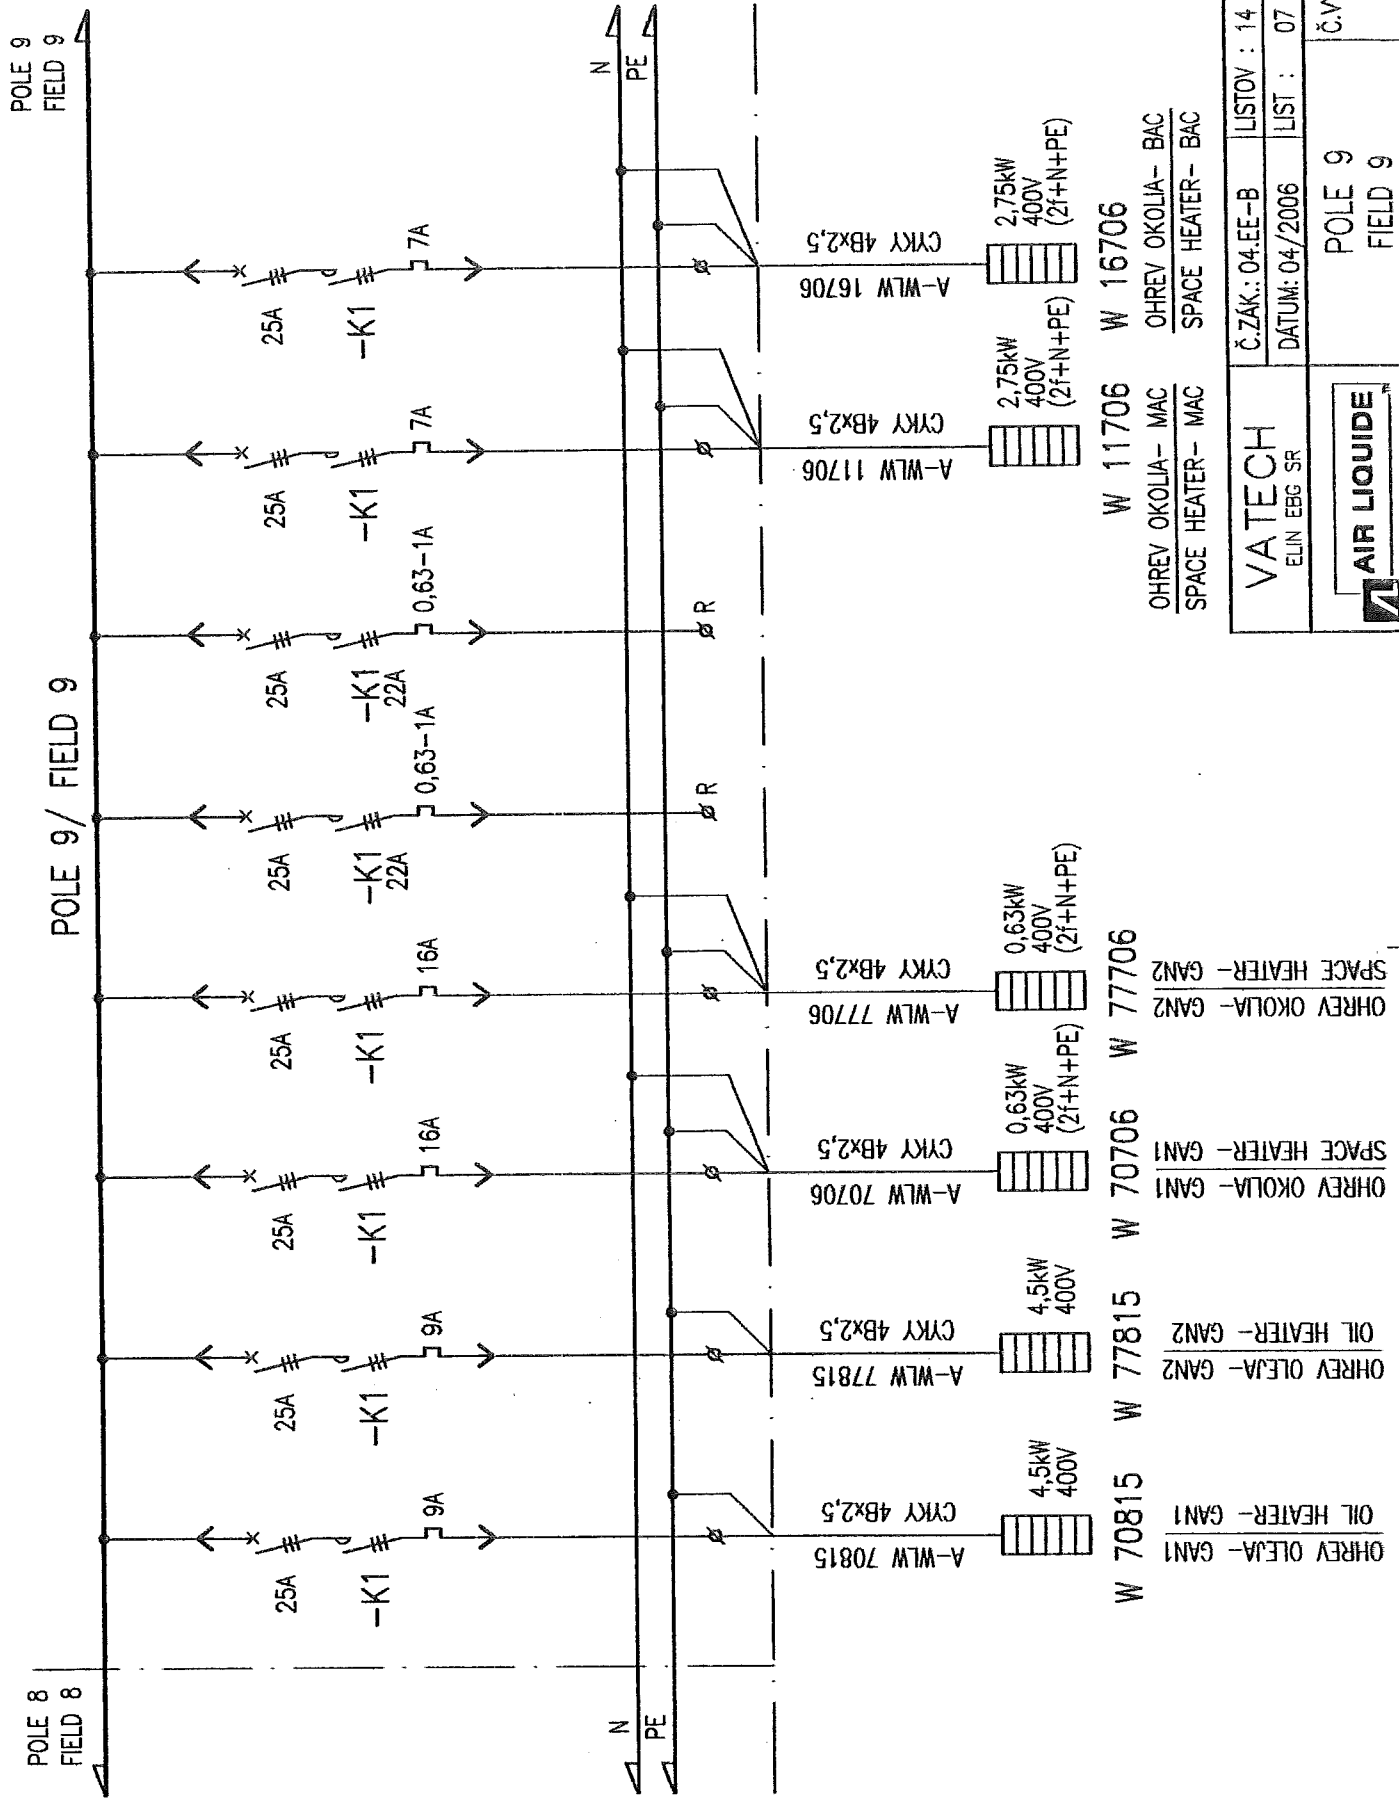 POLE 8
FIELD 8
POLE 9/ FIELD 9
POLE 9
FIELD 9
25A
-K1
9A
25A
-K1
9A
25A
-K1
16A
25A
-K1
16A
25A
-K1
22A
0,63-1A
25A
-K1
22A
0,63-1A
25A
-K1
7A
25A
-K1
7A
N
PE
N
PE
R
R
A-WLW 70815
CYKY 4Bx2,5
A-WLW 77815
CYKY 4Bx2,5
A-WLW 70706
CYKY 4Bx2,5
A-WLW 77706
CYKY 4Bx2,5
A-WLW 11706
CYKY 4Bx2,5
A-WLW 16706
CYKY 4Bx2,5
4,5kW
400V
4,5kW
400V
0,63kW
400V
(2f+N+PE)
0,63kW
400V
(2f+N+PE)
2,75kW
400V
(2f+N+PE)
2,75kW
400V
(2f+N+PE)
W 70815
OHREV OLEJA- GAN1
OIL HEATER- GAN1
W 77815
OHREV OLEJA- GAN2
OIL HEATER- GAN2
W 70706
OHREV OKOLIA- GAN1
SPACE HEATER- GAN1
W 77706
OHREV OKOLIA- GAN2
SPACE HEATER- GAN2
W 11706
OHREV OKOLIA- MAC
SPACE HEATER- MAC
W 16706
OHREV OKOLIA- BAC
SPACE HEATER- BAC
VATECH
ELIN EBG SR
Č.ZÁK.: 04.EE-B
LISTOV : 14
DÁTUM: 04/2006
LIST : 07
AIR LIQUIDE
POLE 9
FIELD 9
Č.V